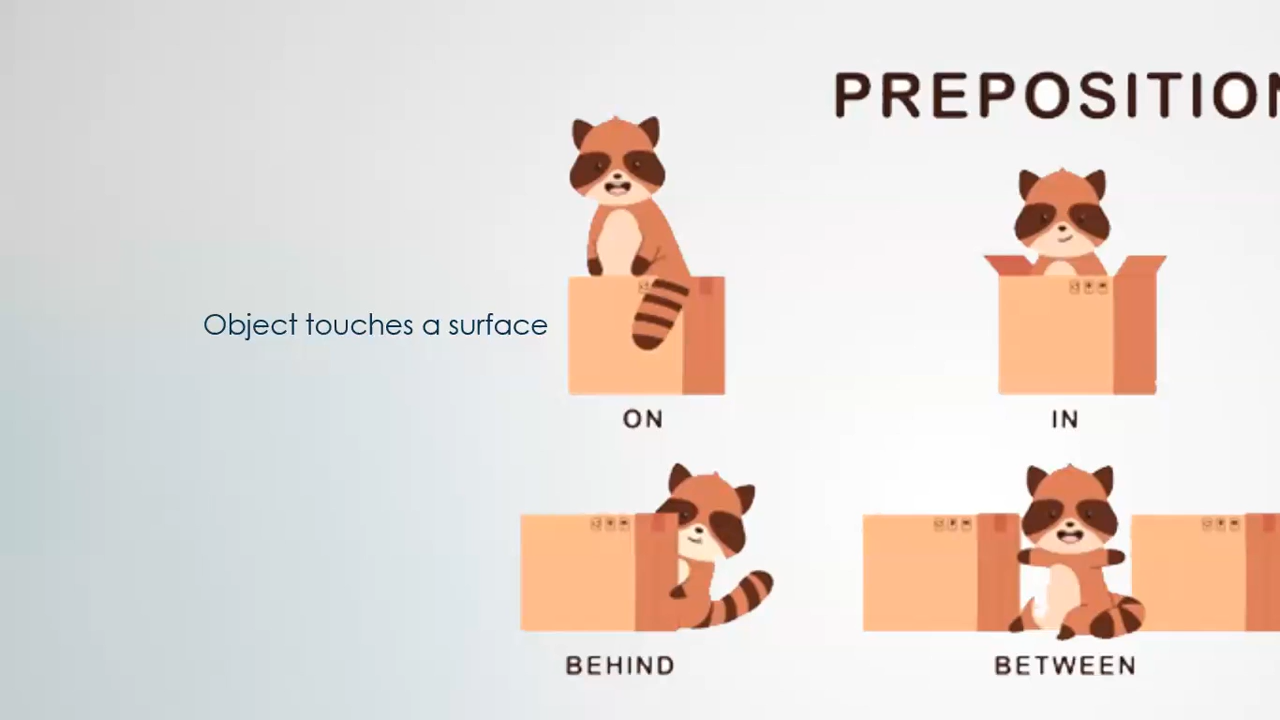 PREPOSITION
Object touches a surface
ON
IN
BEHIND
BETWEEN